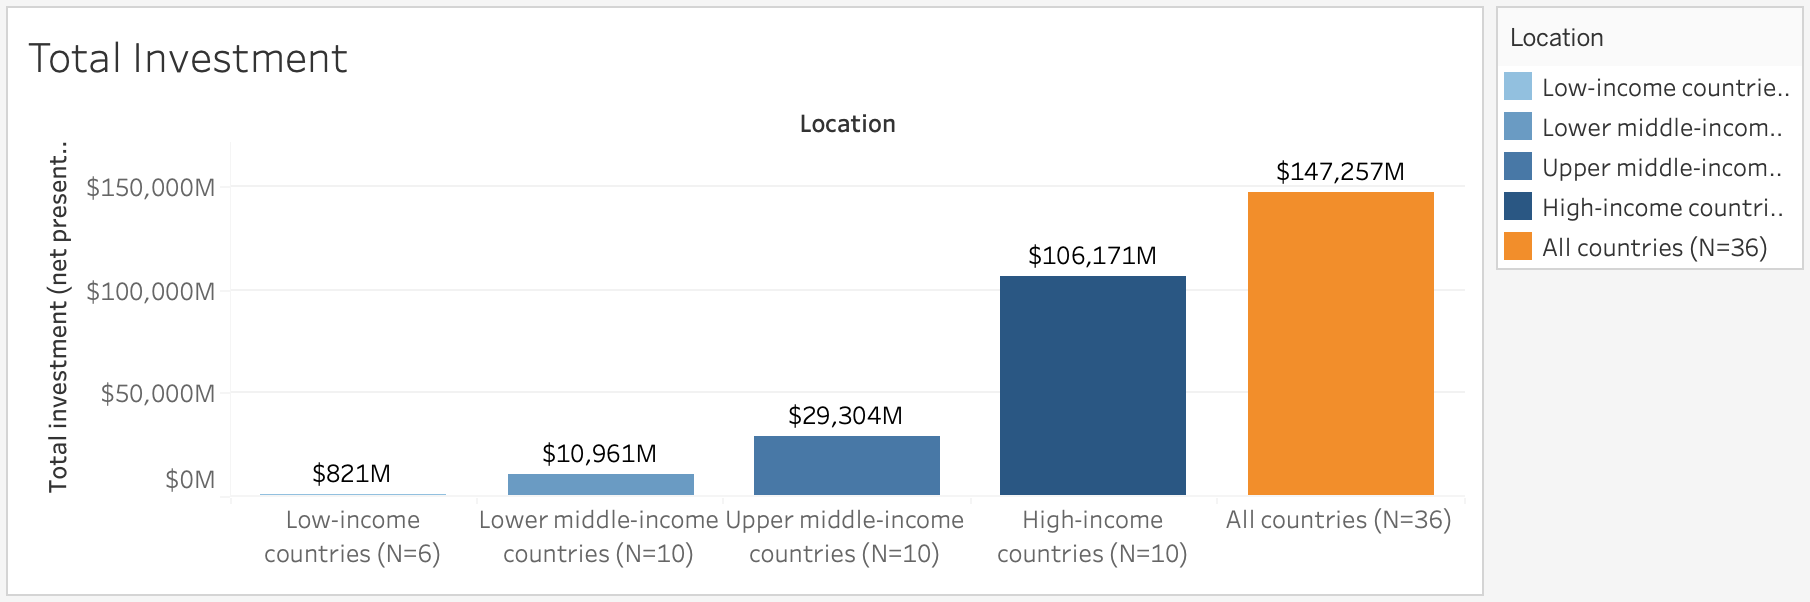 Total Investment
Location
Total investment (net present..
$150,000M
$100,000M
$50,000M
$0M
$821M
$10,961M
$29,304M
$106,171M
$147,257M
Low-income
countries (N=6)
Lower middle-income
countries (N=10)
Upper middle-income
countries (N=10)
High-income
countries (N=10)
All countries (N=36)
Location
Low-income countrie..
Lower middle-incom..
Upper middle-incom..
High-income countri..
All countries (N=36)